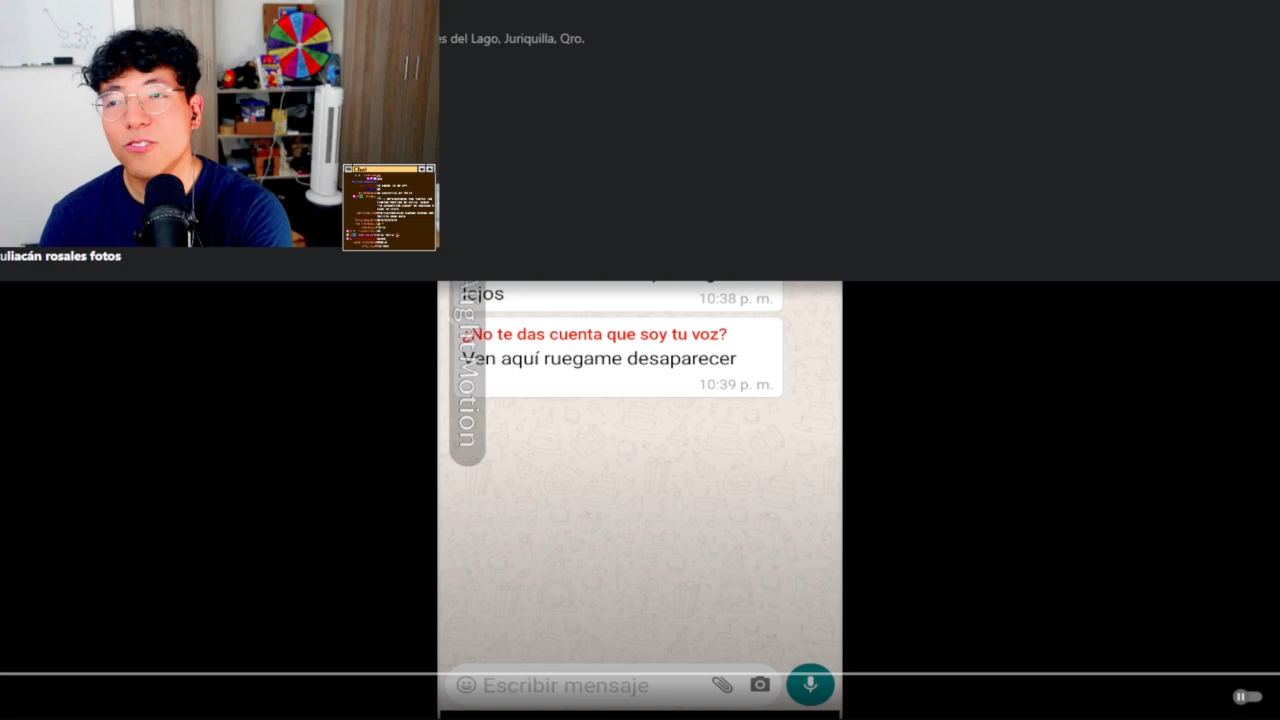 es del Lago, Juriquilla, Qro.
uliacán rosales fotos
lejos
10:38 p. m.
¿No te das cuenta que soy tu voz?
Ven aquí ruegame desaparecer
10:39 p. m.
Motion
Escribir mensaje